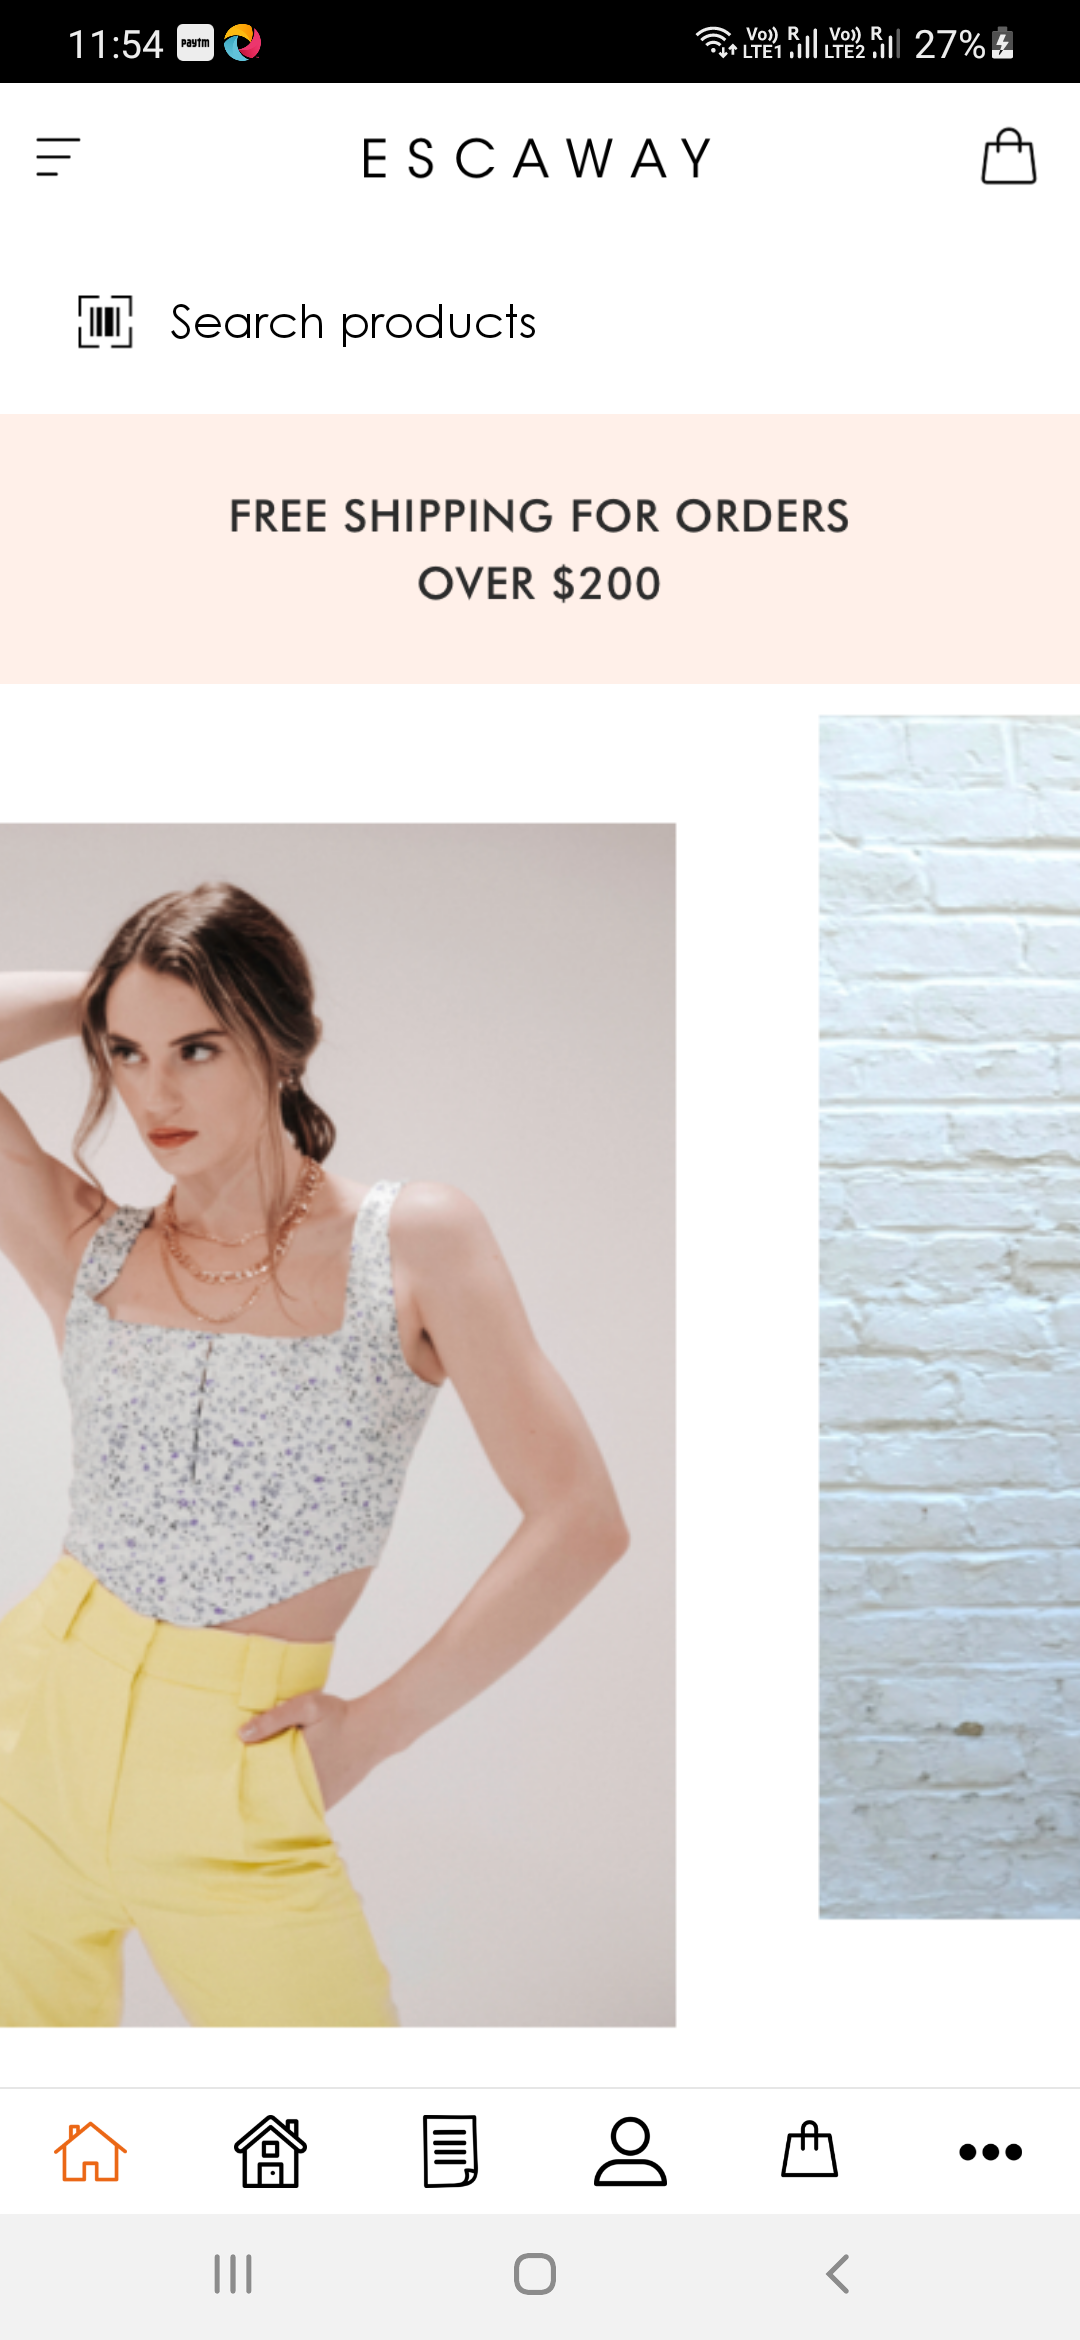 11:54 paytm Vo)) R Vo)) R 27%
LTE1 LTE2
ESCAWAY
Search products
FREE SHIPPING FOR ORDERS
OVER $200